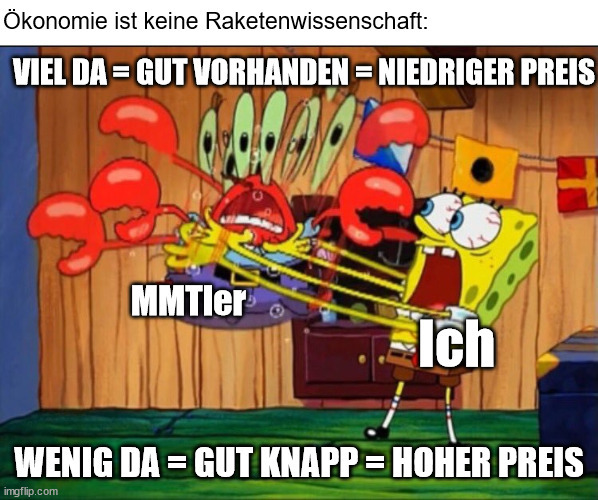 Ökonomie ist keine Raketenwissenschaft:
VIEL DA = GUT VORHANDEN = NIEDRIGER PREIS
MMTler
Ich
WENIG DA = GUT KNAPP = HOHER PREIS
imgflip.com